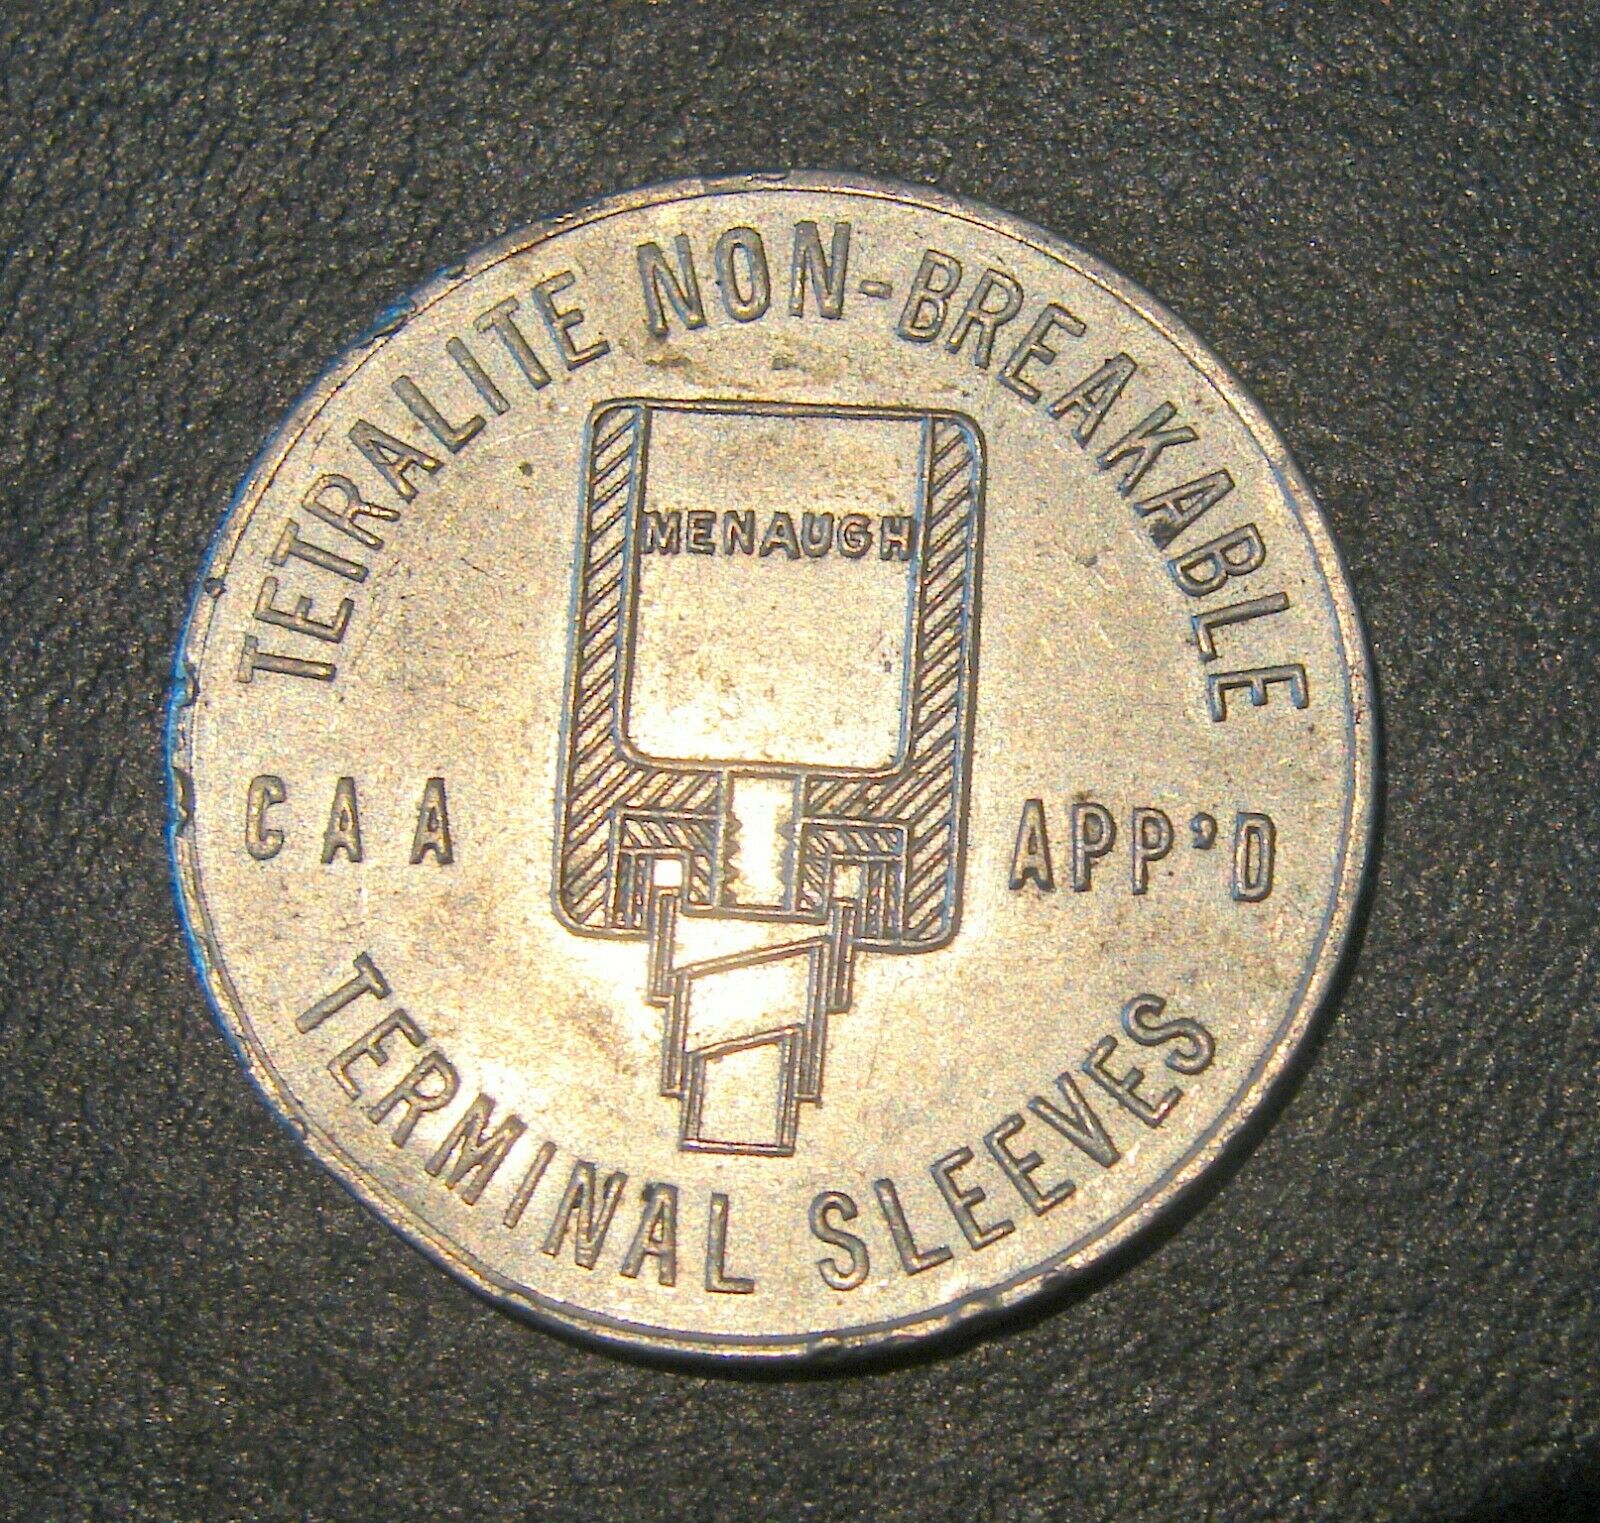 TETRALITE NON-BREAKABLE
MENAUGH
CAA APP'D
TERMINAL SLEEVES